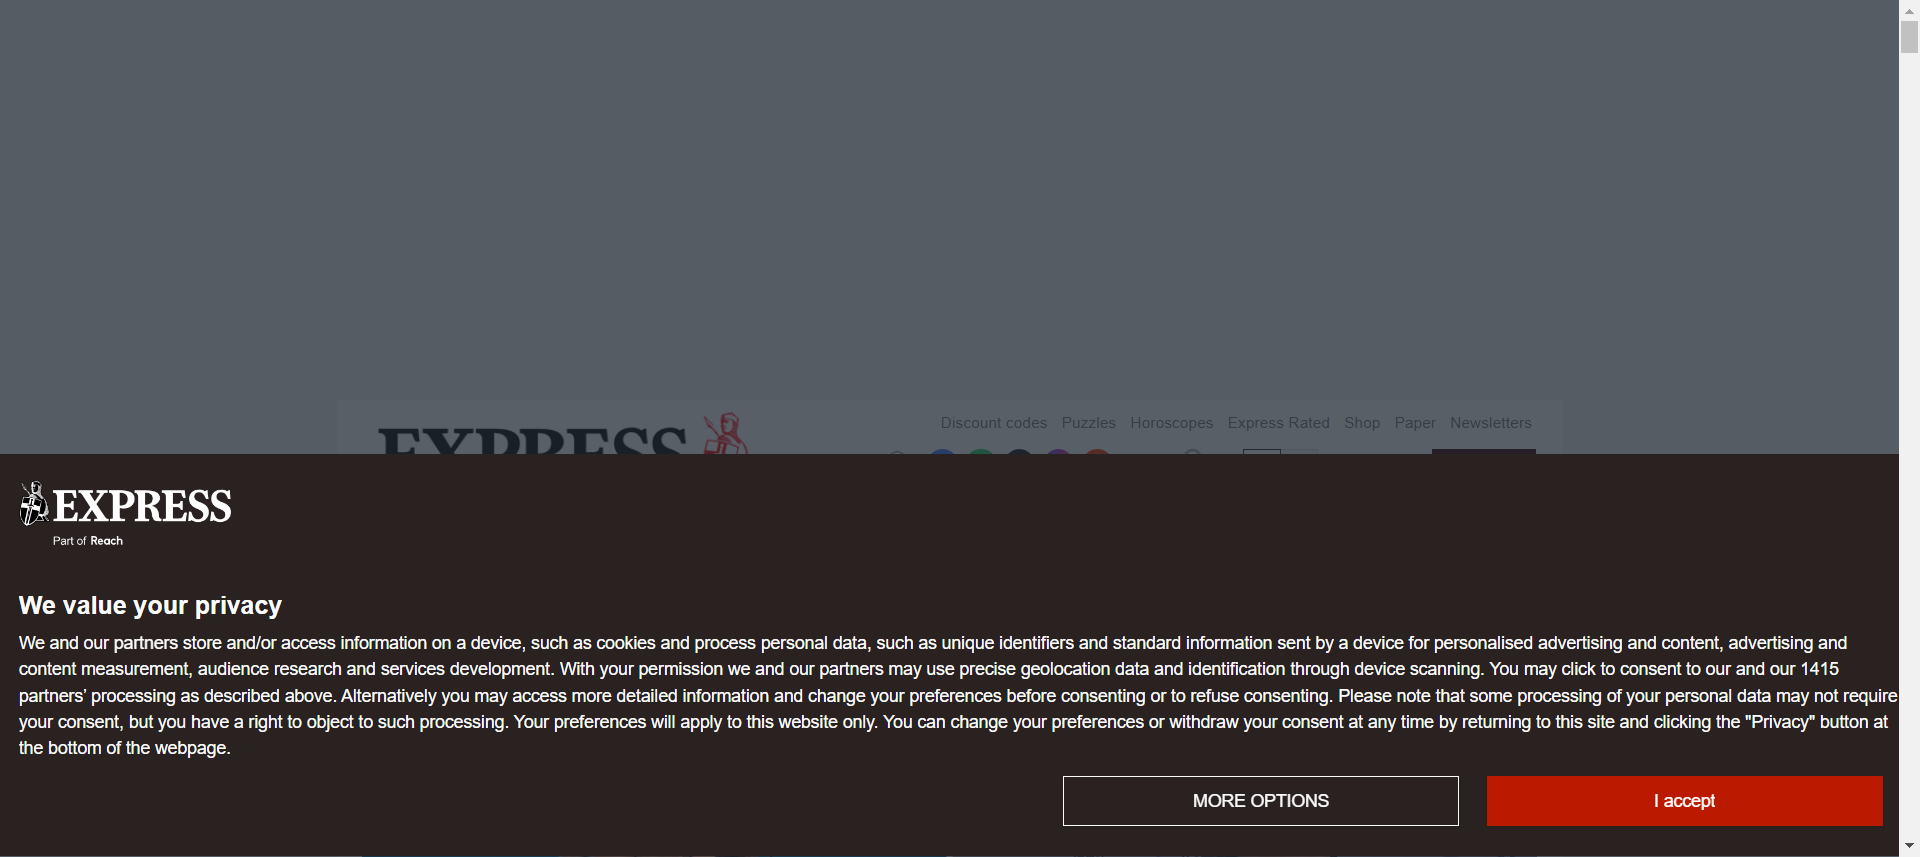 Discount codes Puzzles Horoscopes Express Rated Shop Paper Newsletters
EXPRESS
EXPRESS
Part of Reach
We value your privacy
We and our partners store and/or access information on a device, such as cookies and process personal data, such as unique identifiers and standard information sent by a device for personalised advertising and content, advertising and
content measurement, audience research and services development. With your permission we and our partners may use precise geolocation data and identification through device scanning. You may click to consent to our and our 1415
partners’ processing as described above. Alternatively you may access more detailed information and change your preferences before consenting or to refuse consenting. Please note that some processing of your personal data may not require
your consent, but you have a right to object to such processing. Your preferences will apply to this website only. You can change your preferences or withdraw your consent at any time by returning to this site and clicking the "Privacy" button at
the bottom of the webpage.
MORE OPTIONS I accept